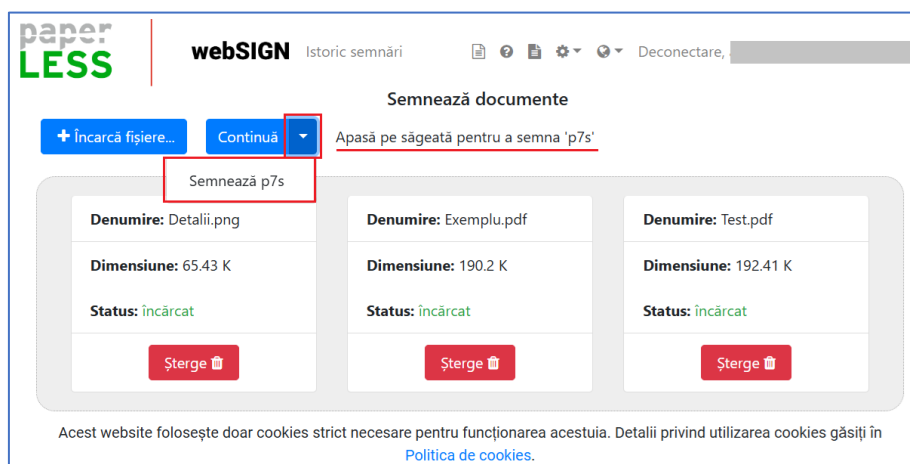 paper
LESS
webSIGN Istoric semnări Deconectare,
Semnează documente
Încarcă fișiere... Continuă Apasă pe săgeată pentru a semna 'p7s'
Semnează p7s
Denumire: Detalii.png Denumire: Exemplu.pdf Denumire: Test.pdf
Dimensiune: 65.43 K Dimensiune: 190.2 K Dimensiune: 192.41 K
Status: încărcat Status: încărcat Status: încărcat
Șterge Șterge Șterge
Acest website folosește doar cookies strict necesare pentru funcționarea acestuia. Detalii privind utilizarea cookies găsiți în
Politica de cookies.